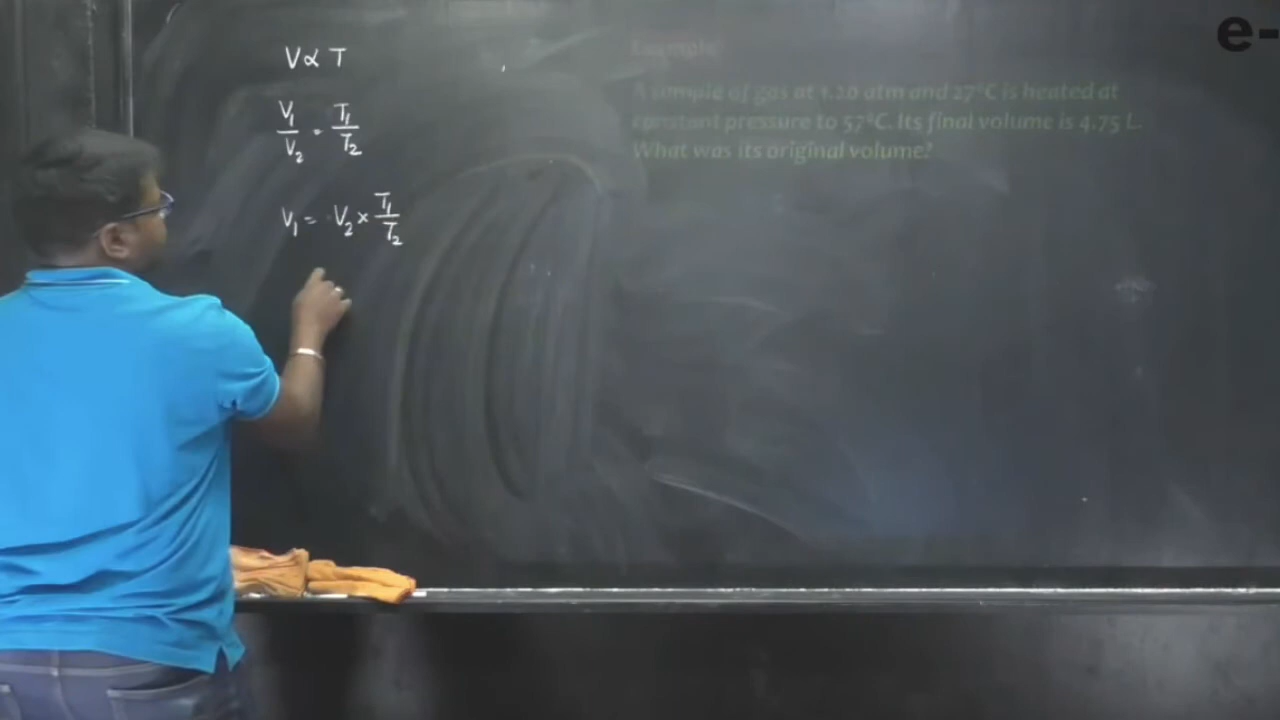 V ∝ T
V₁/V₂ = T₁/T₂
V₁ = V₂ × T₁/T₂
Example
A sample of gas at 1.20 atm and 27°C is heated at
constant pressure to 57°C. Its final volume is 4.75 L.
What was its original volume?
e-